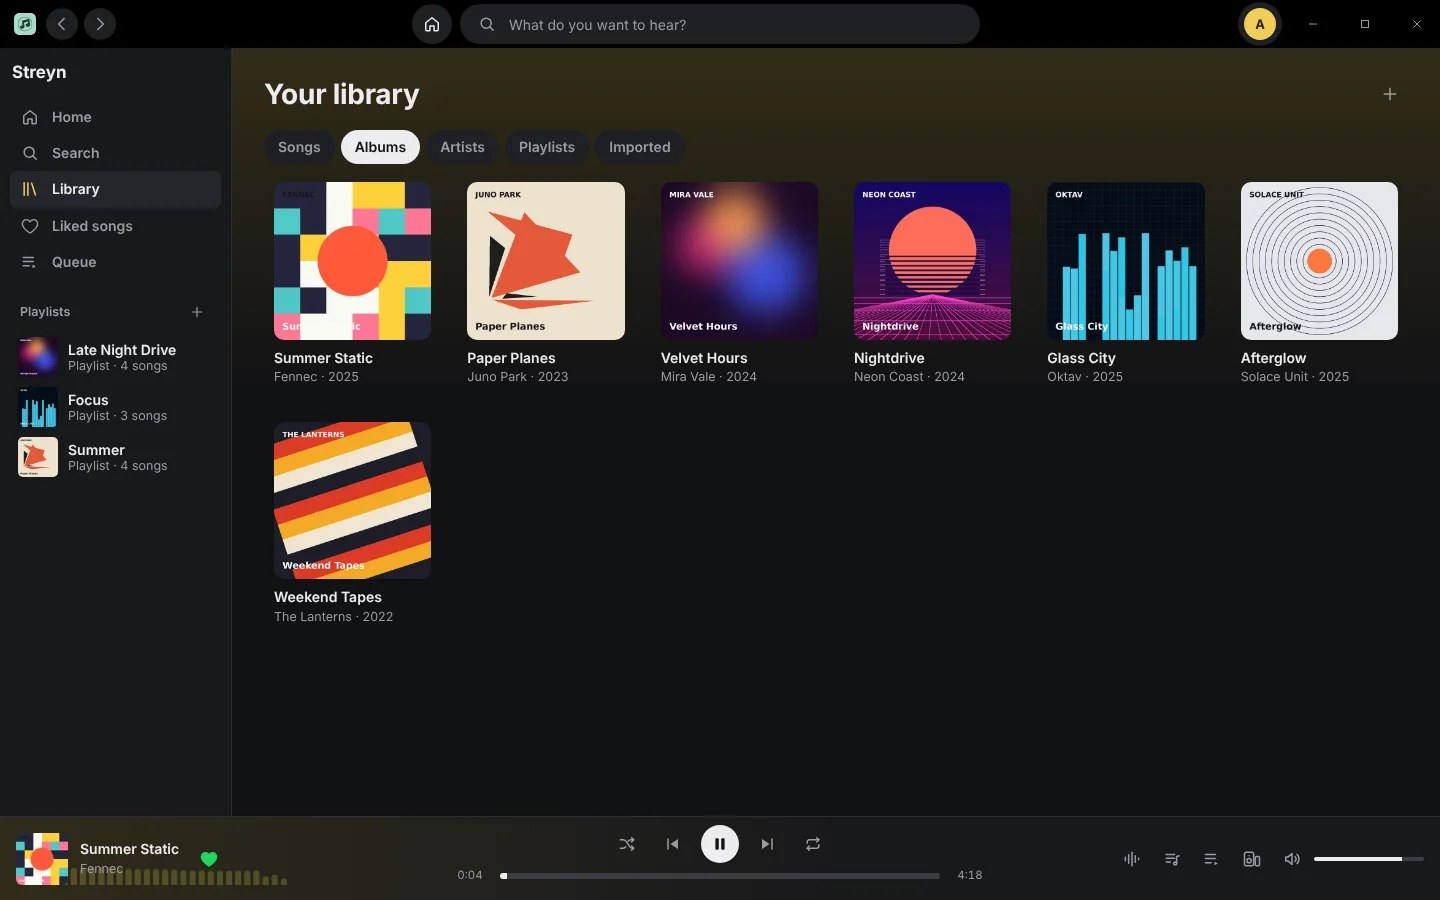 What do you want to hear?
A
Streyn
Home
Search
Library
Liked songs
Queue
Playlists
Late Night Drive
Playlist · 4 songs
Focus
Playlist · 3 songs
Summer
Playlist · 4 songs
Your library
Songs
Albums
Artists
Playlists
Imported
FENNEC
Summer Static
Summer Static
Fennec · 2025
JUNO PARK
Paper Planes
Paper Planes
Juno Park · 2023
MIRA VALE
Velvet Hours
Velvet Hours
Mira Vale · 2024
NEON COAST
Nightdrive
Nightdrive
Neon Coast · 2024
OKTAV
Glass City
Glass City
Oktav · 2025
SOLACE UNIT
Afterglow
Afterglow
Solace Unit · 2025
THE LANTERNS
Weekend Tapes
Weekend Tapes
The Lanterns · 2022
Summer Static
Fennec
0:04
4:18